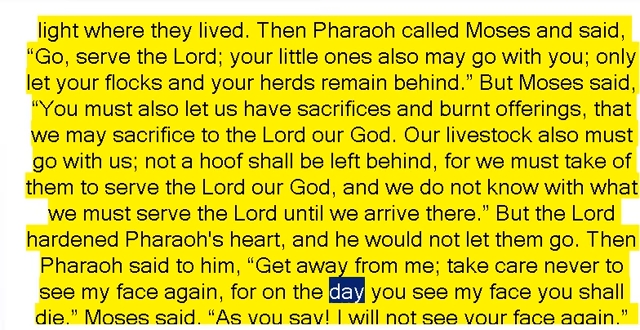 light where they lived. Then Pharaoh called Moses and said,
“Go, serve the Lord; your little ones also may go with you; only
let your flocks and your herds remain behind.” But Moses said,
“You must also let us have sacrifices and burnt offerings, that
we may sacrifice to the Lord our God. Our livestock also must
go with us; not a hoof shall be left behind, for we must take of
them to serve the Lord our God, and we do not know with what
we must serve the Lord until we arrive there.” But the Lord
hardened Pharaoh's heart, and he would not let them go. Then
Pharaoh said to him, “Get away from me; take care never to
see my face again, for on the day you see my face you shall
die.” Moses said, “As you say! I will not see your face again.”